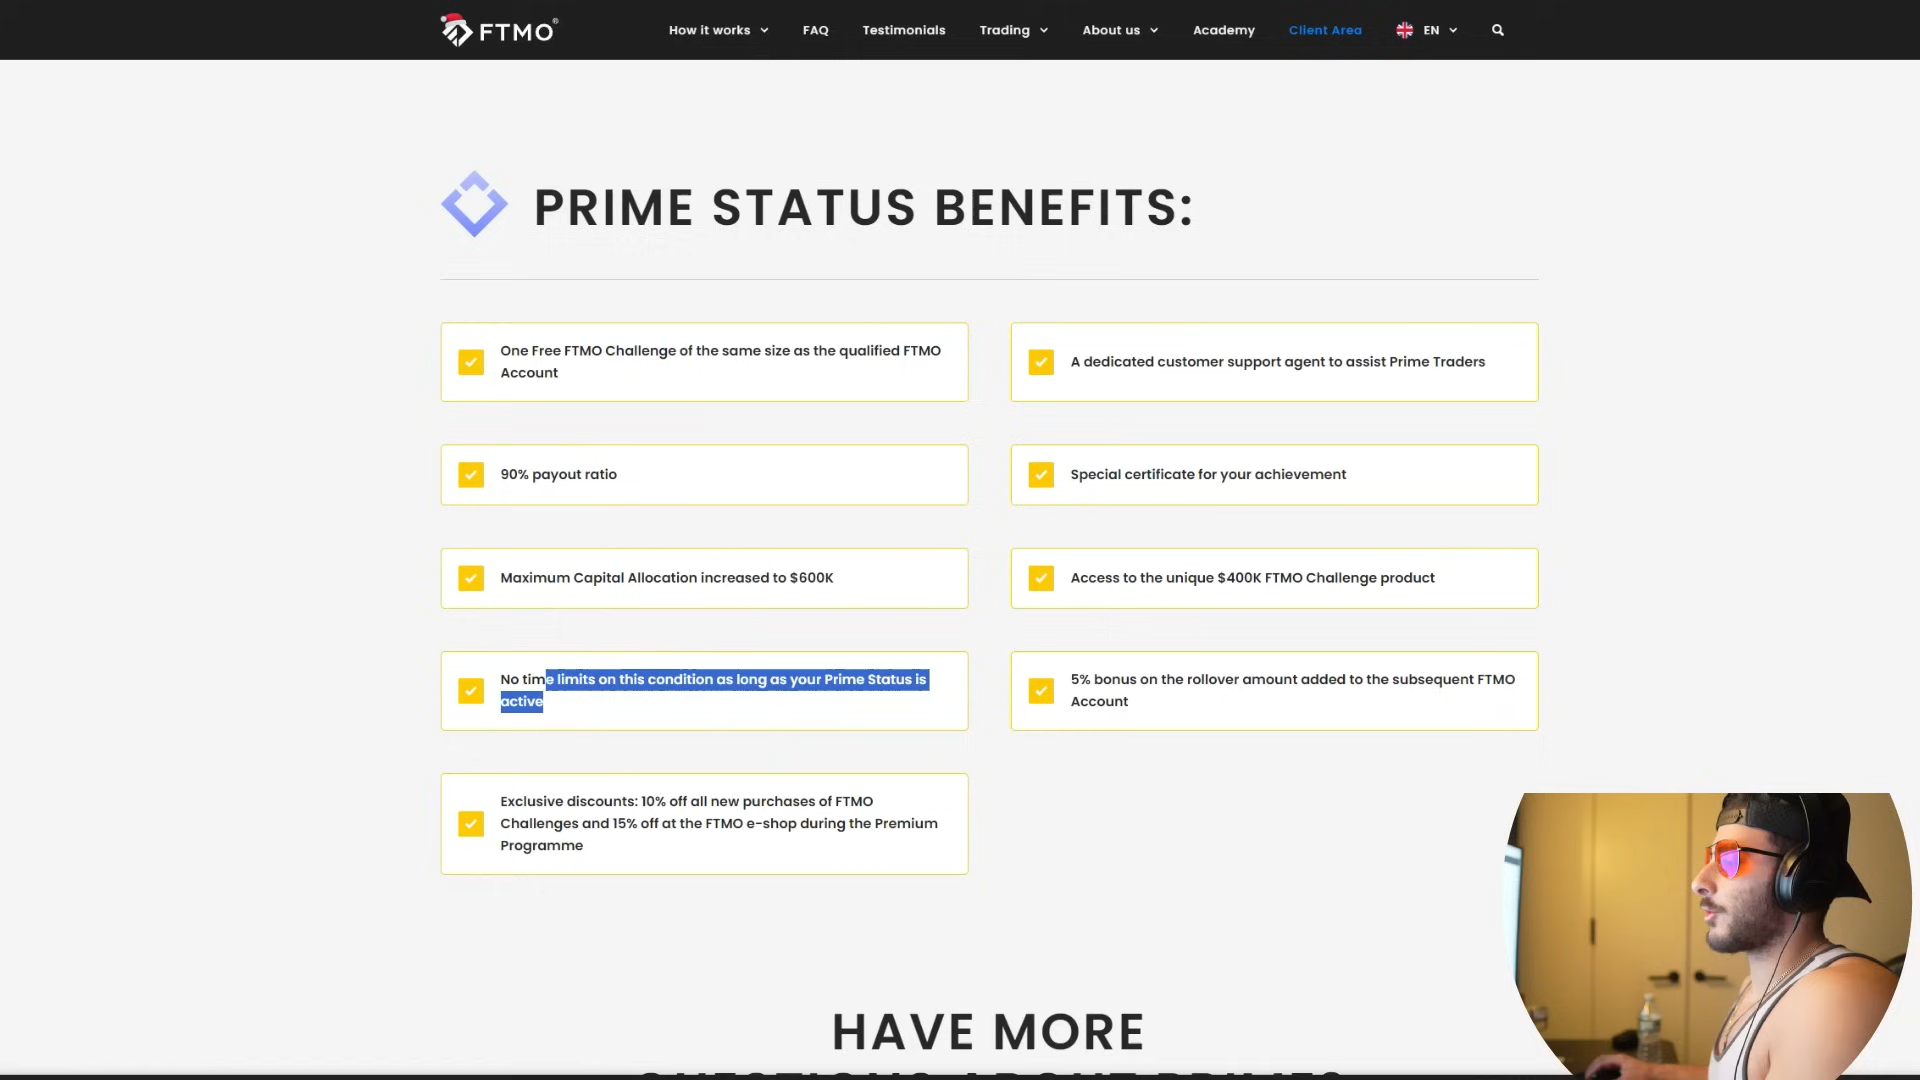 FTMO®
How it works
FAQ
Testimonials
Trading
About us
Academy
Client Area
EN
PRIME STATUS BENEFITS:
One Free FTMO Challenge of the same size as the qualified FTMO
Account
A dedicated customer support agent to assist Prime Traders
90% payout ratio
Special certificate for your achievement
Maximum Capital Allocation increased to $600K
Access to the unique $400K FTMO Challenge product
No time limits on this condition as long as your Prime Status is
active
5% bonus on the rollover amount added to the subsequent FTMO
Account
Exclusive discounts: 10% off all new purchases of FTMO
Challenges and 15% off at the FTMO e-shop during the Premium
Programme
HAVE MORE